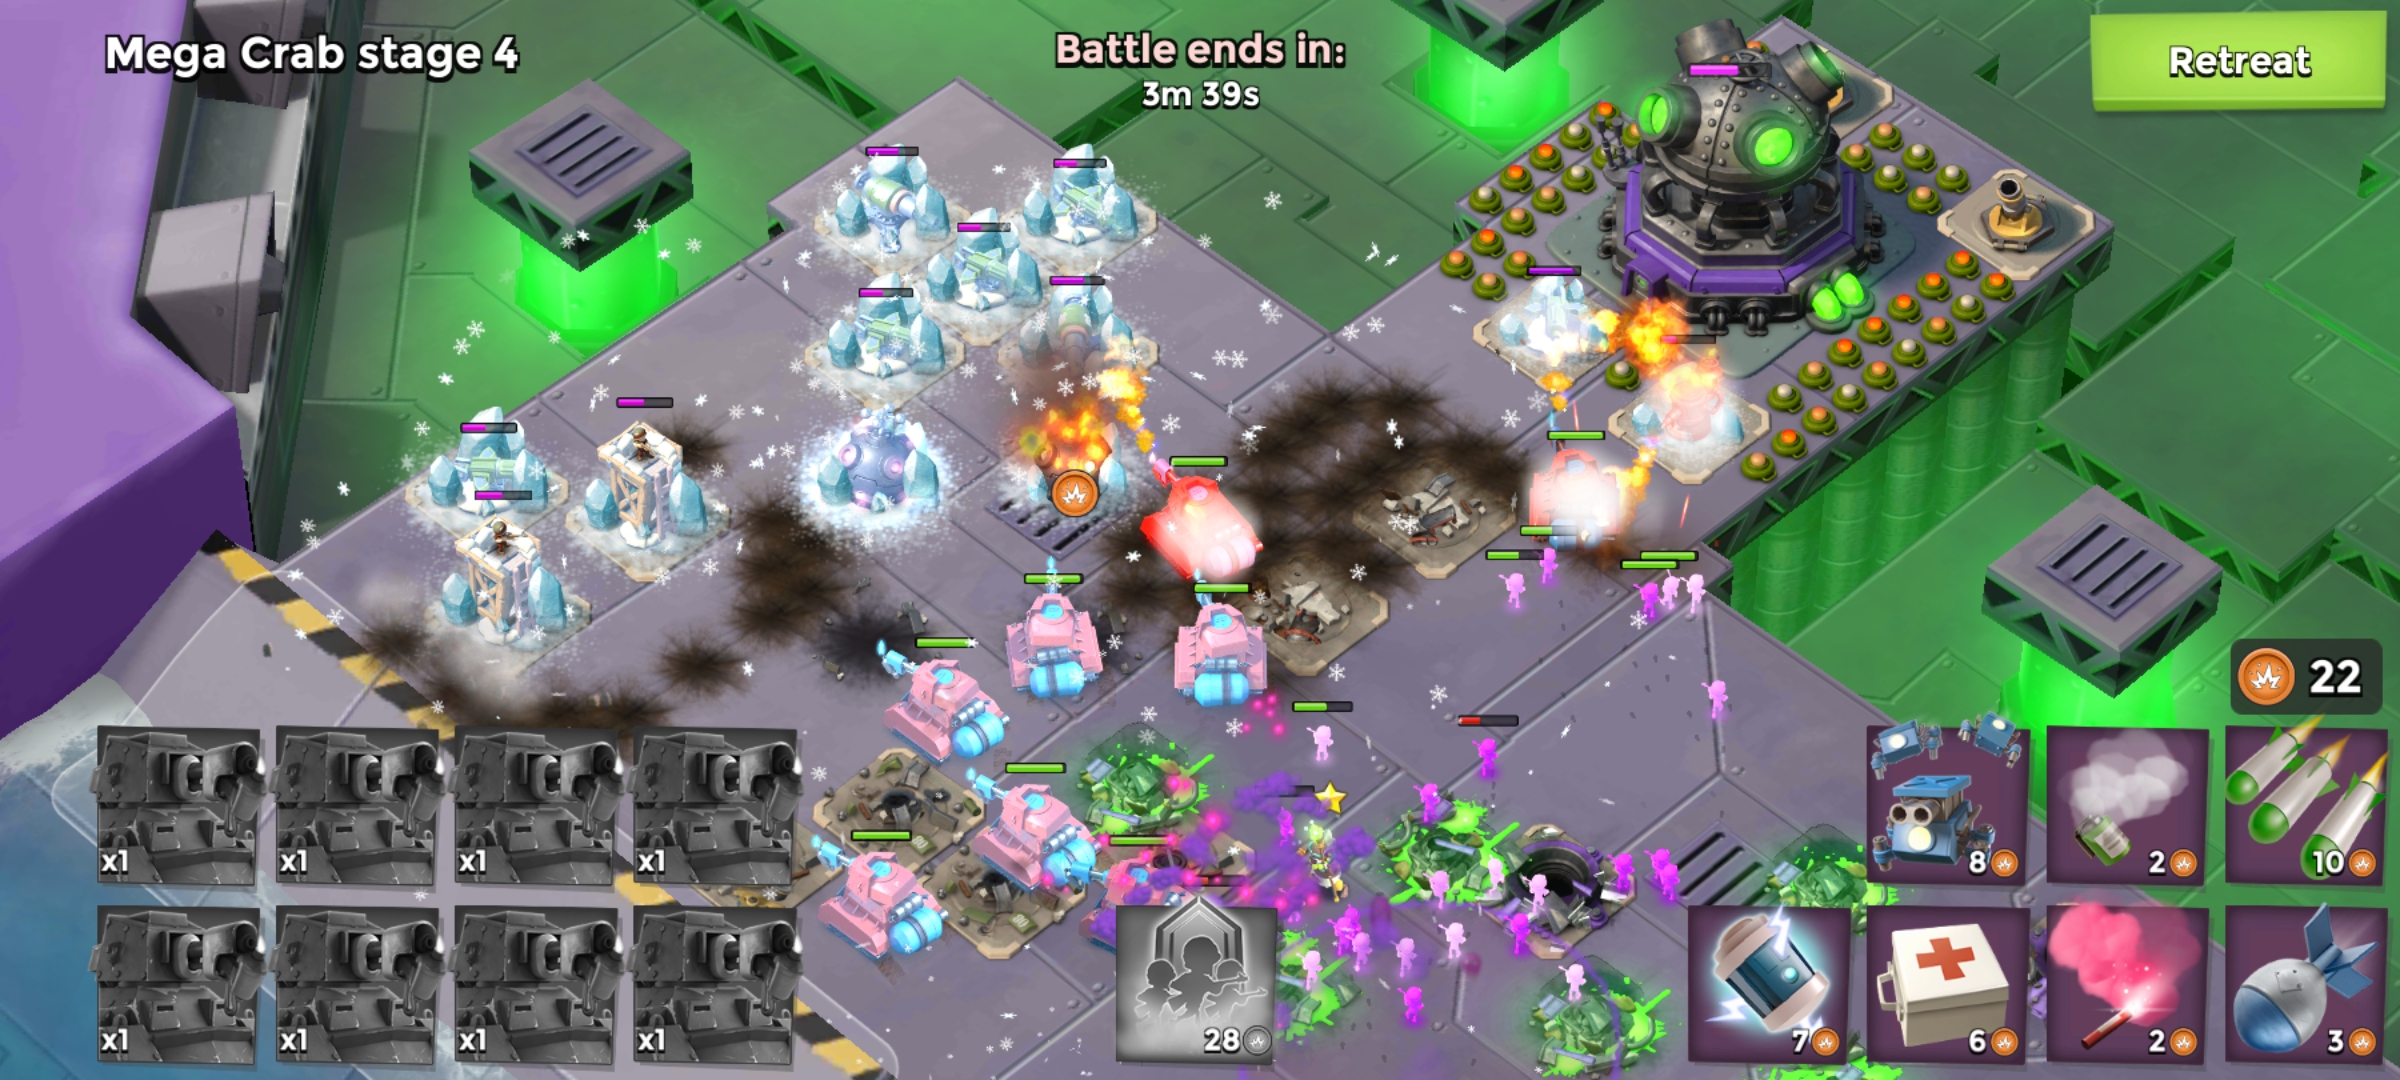 Mega Crab stage 4
Battle ends in:
3m 39s
Retreat
22
x1
x1
x1
x1
8
2
10
x1
x1
x1
x1
28
7
6
2
3